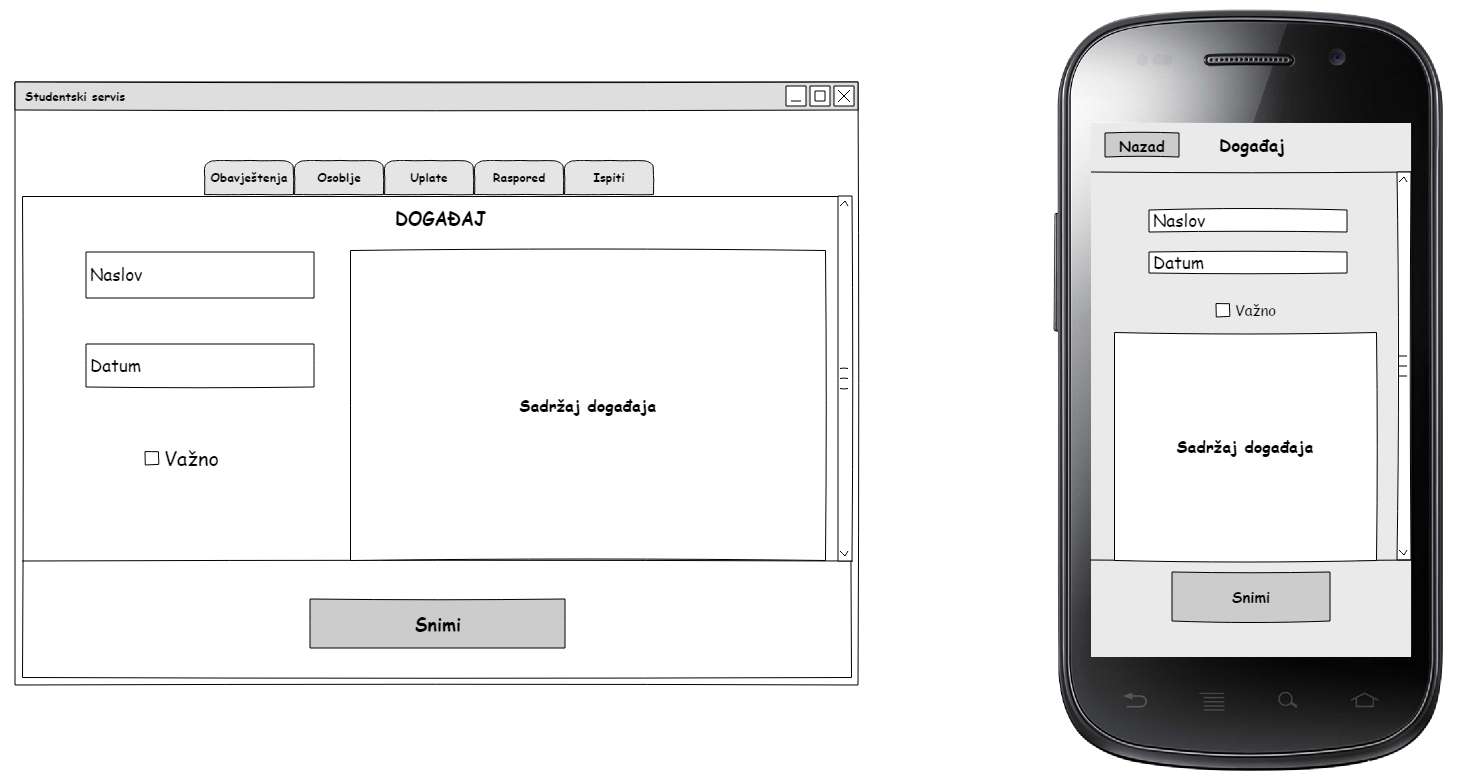 Studentski servis
Obavještenja Osoblje Uplate Raspored Ispiti
DOGAĐAJ
Naslov
Datum
Važno
Sadržaj događaja
Snimi
Nazad Događaj
Naslov
Datum
Važno
Sadržaj događaja
Snimi